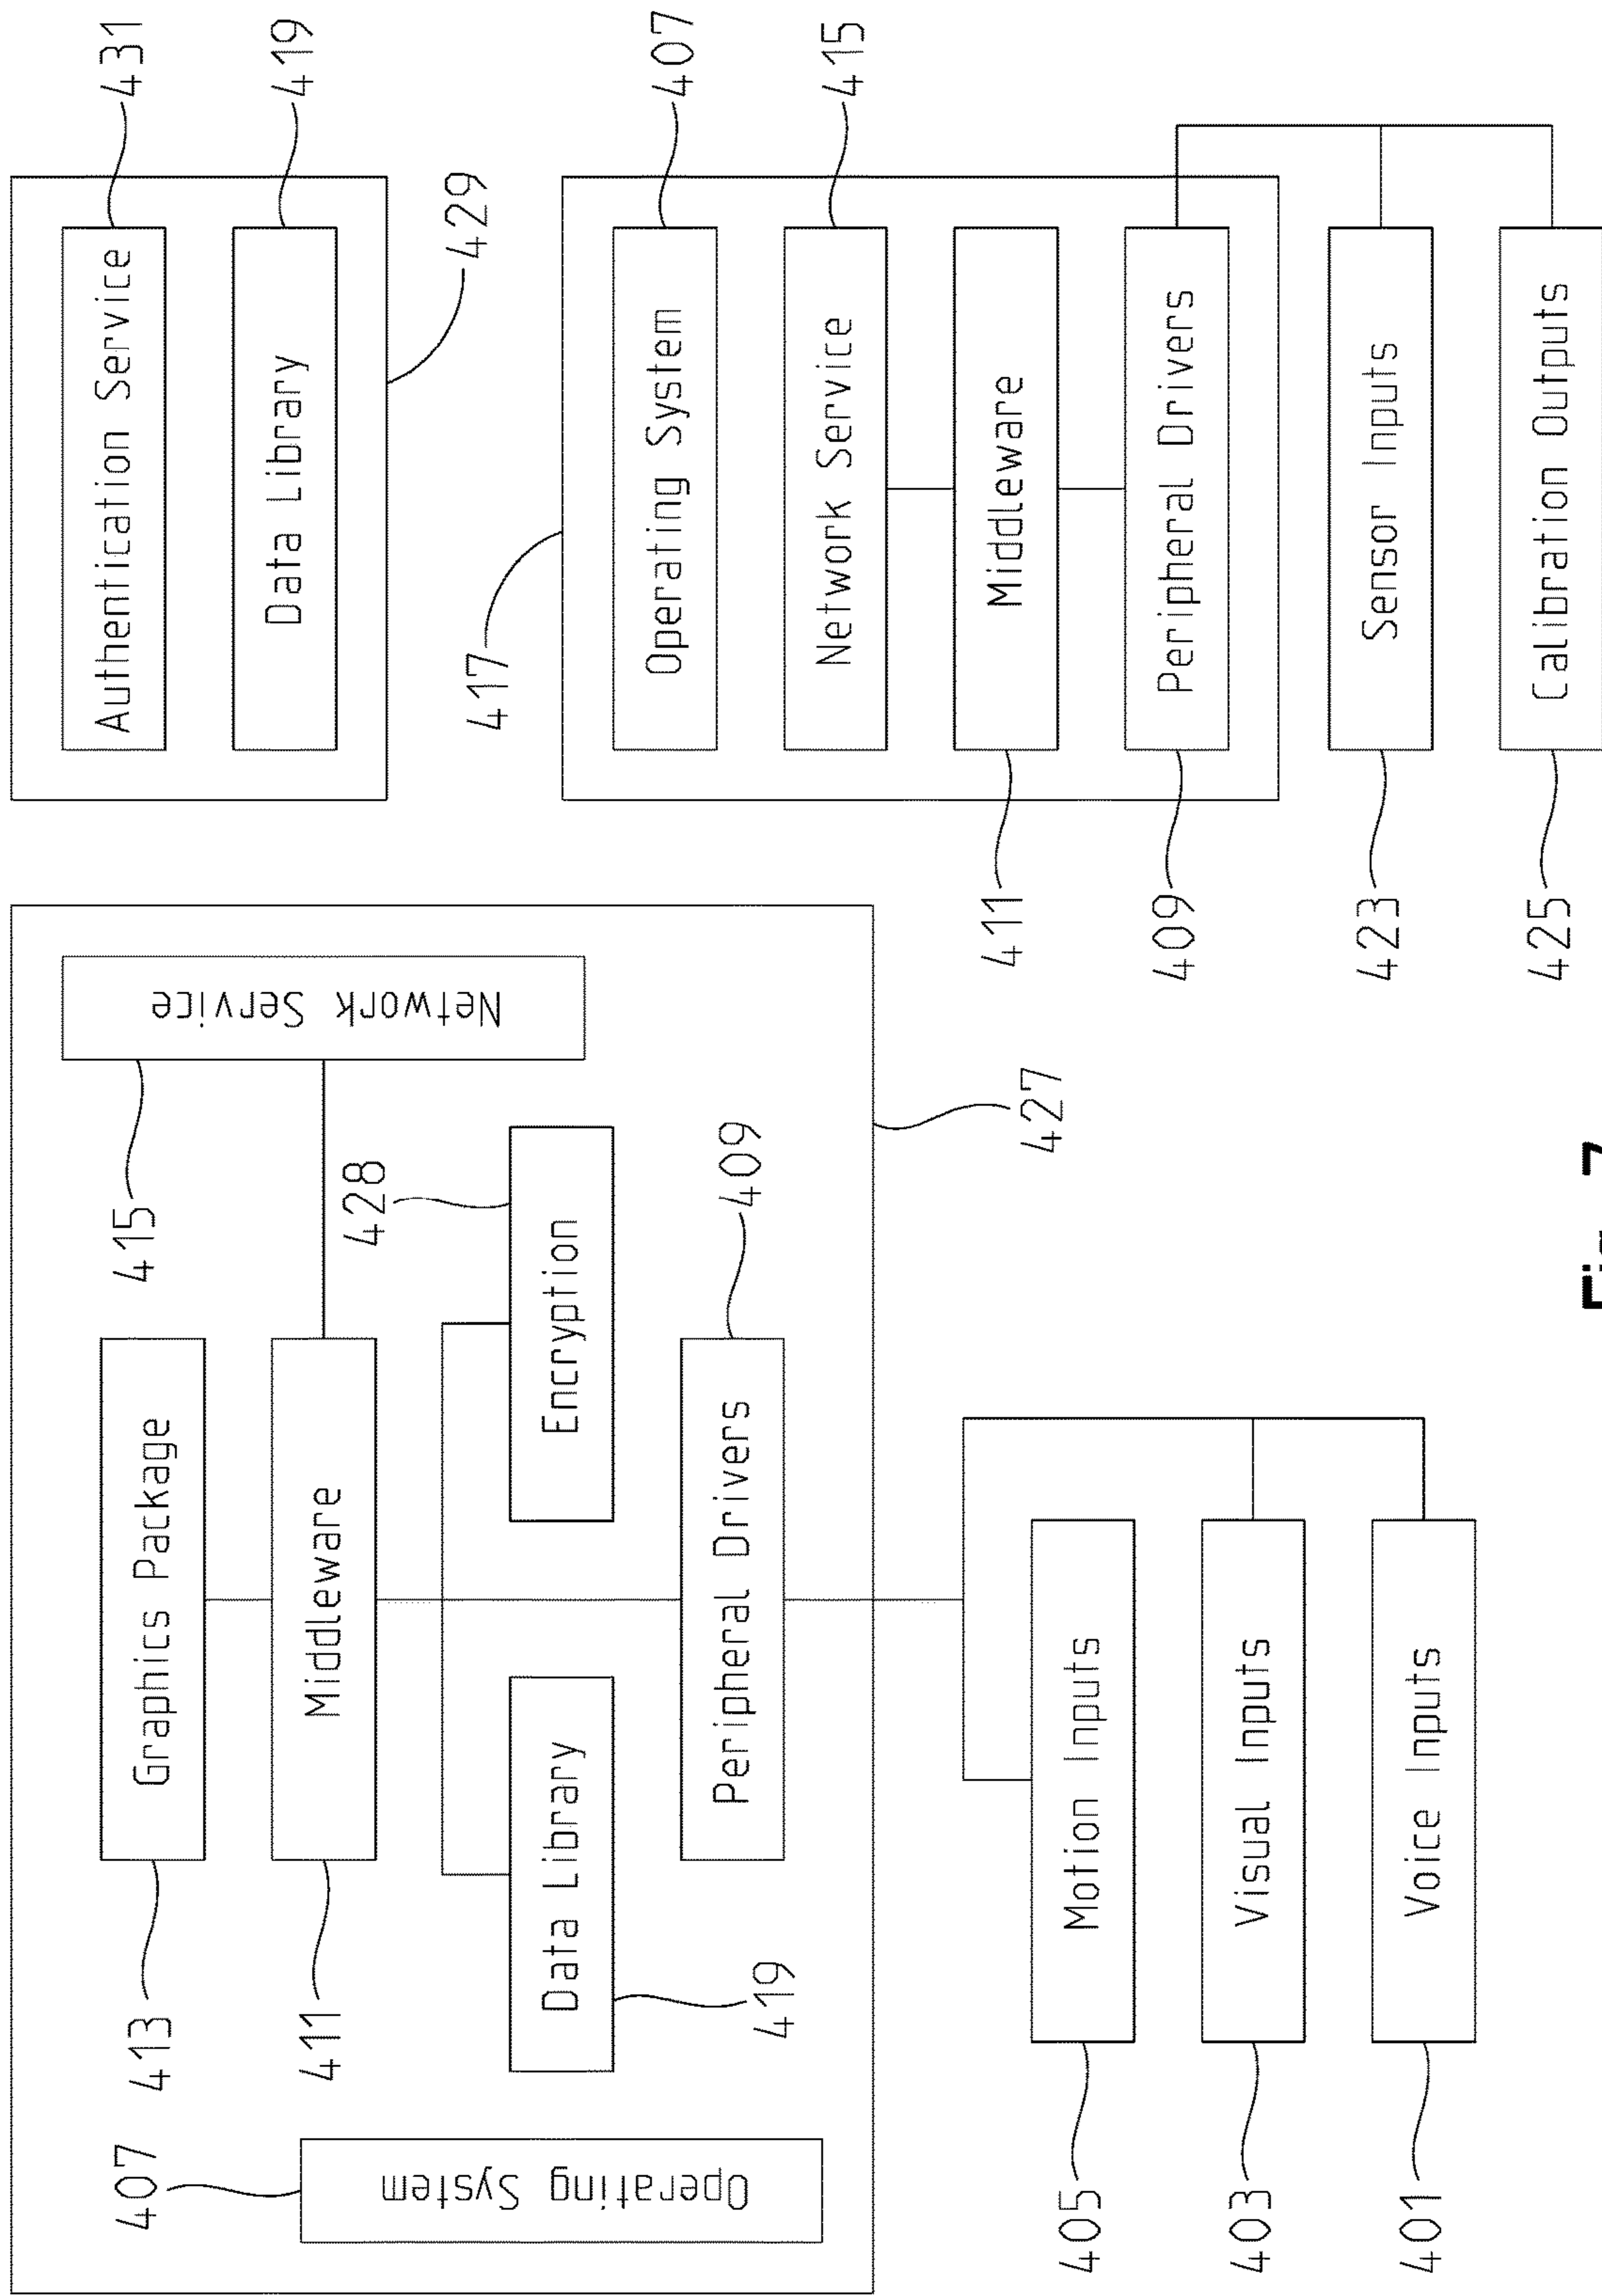 407
Operating System
413
Graphics Package
411
Middleware
415
Network Service
428
Data Library
Encryption
419
Peripheral Drivers
409
427
405
Motion Inputs
403
Visual Inputs
401
Voice Inputs
Authentication Service
431
Data Library
419
429
417
Operating System
407
Network Service
415
411
Middleware
409
Peripheral Drivers
423
Sensor Inputs
425
Calibration Outputs
Fig. 7